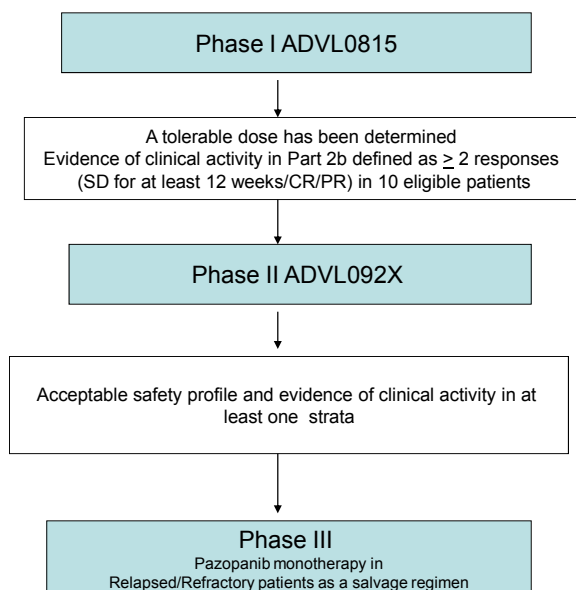 Phase I ADVL0815
A tolerable dose has been determined
Evidence of clinical activity in Part 2b defined as ≥ 2 responses
(SD for at least 12 weeks/CR/PR) in 10 eligible patients
Phase II ADVL092X
Acceptable safety profile and evidence of clinical activity in at
least one strata
Phase III
Pazopanib monotherapy in
Relapsed/Refractory patients as a salvage regimen